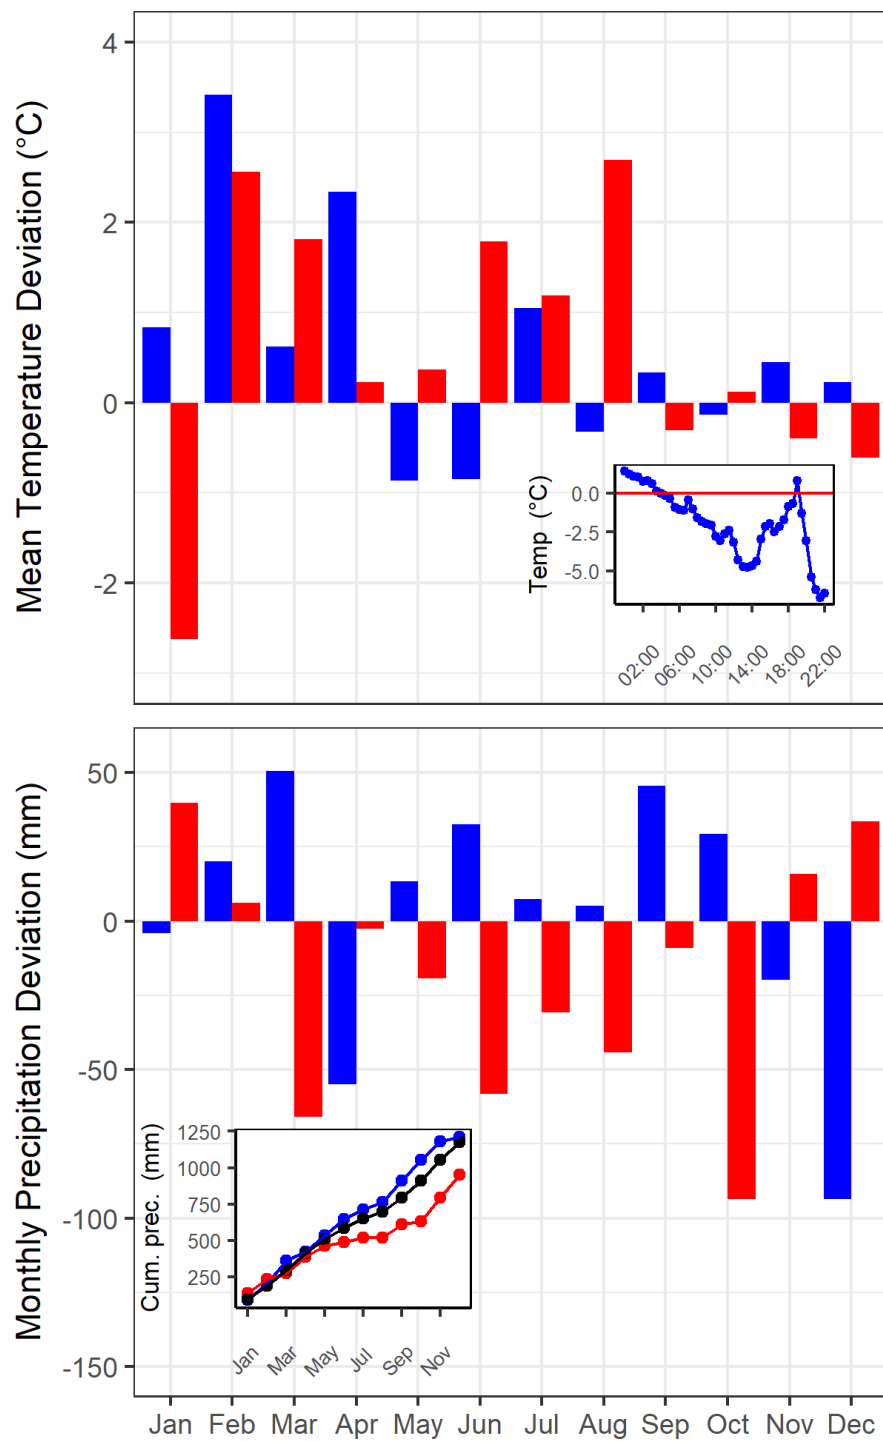 Mean Temperature Deviation (°C)
4
2
0
-2
Temp (°C)
0.0
-2.5
-5.0
02:00 06:00 10:00 14:00 18:00 22:00
Monthly Precipitation Deviation (mm)
50
0
-50
-100
-150
Cum. prec. (mm)
1250
1000
750
500
250
Jan Mar May Jul Sep Nov
Jan Feb Mar Apr May Jun Jul Aug Sep Oct Nov Dec